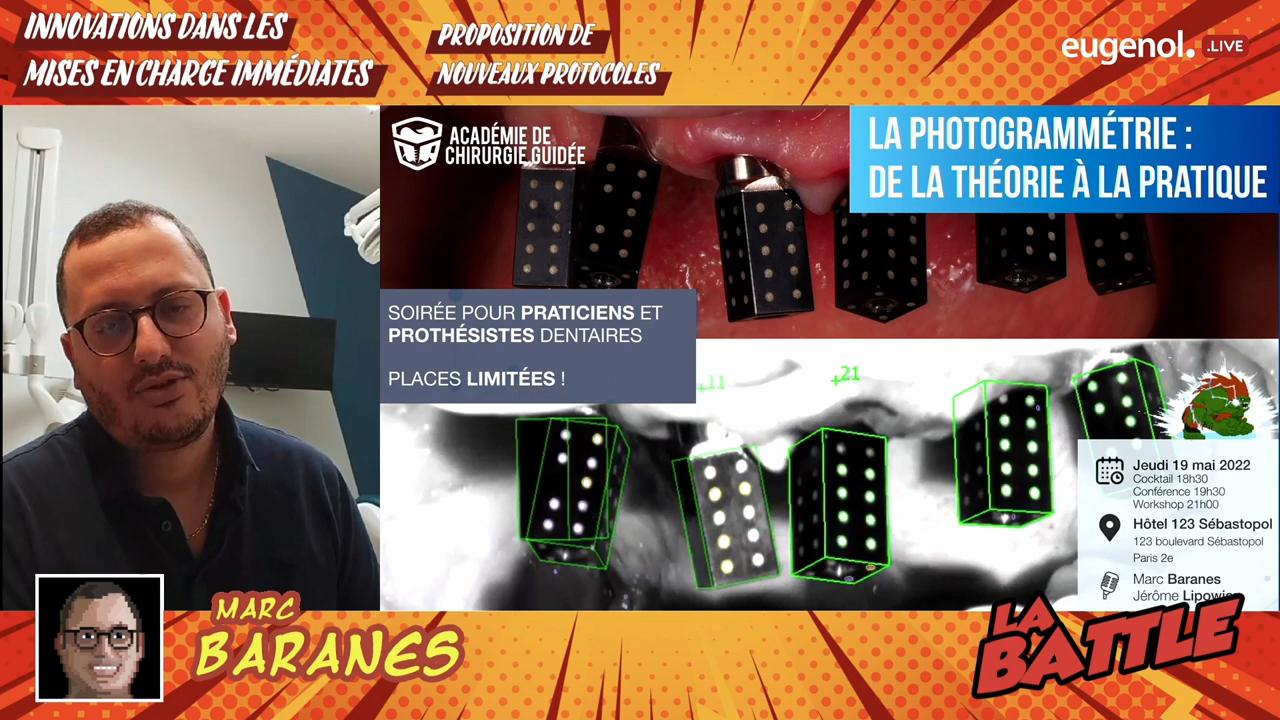 INNOVATIONS DANS LES
MISES EN CHARGE IMMÉDIATES
PROPOSITION DE
NOUVEAUX PROTOCOLES
eugenol. .LIVE
ACADÉMIE DE
CHIRURGIE GUIDÉE
LA PHOTOGRAMMÉTRIE :
DE LA THÉORIE À LA PRATIQUE
SOIRÉE POUR PRATICIENS ET
PROTHÉSISTES DENTAIRES
PLACES LIMITÉES !
+11
+21
Jeudi 19 mai 2022
Cocktail 18h30
Conférence 19h30
Workshop 21h00
Hôtel 123 Sébastopol
123 boulevard Sébastopol
Paris 2e
Marc Baranes
Jérôme
MARC
BARANES
LA
BATTLE